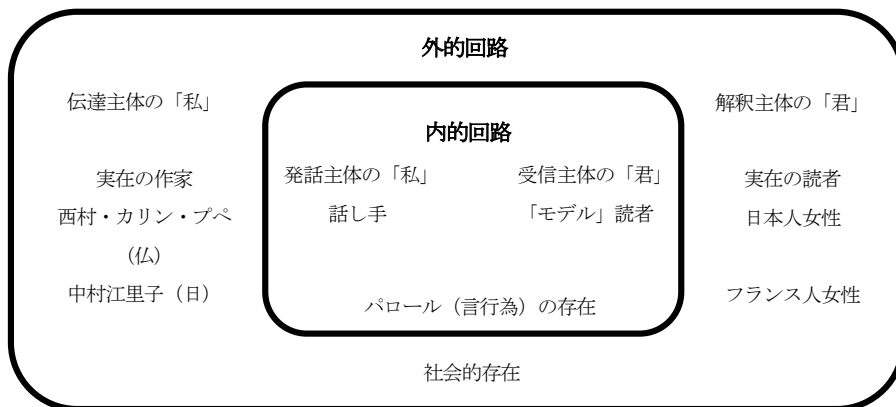 外的回路
伝達主体の「私」
解釈主体の「君」
内的回路
実在の作家
発話主体の「私」
受信主体の「君」
実在の読者
西村・カリン・プペ
話し手
「モデル」読者
日本人女性
(仏)
中村江里子(日)
パロール(言行為)の存在
フランス人女性
社会的存在